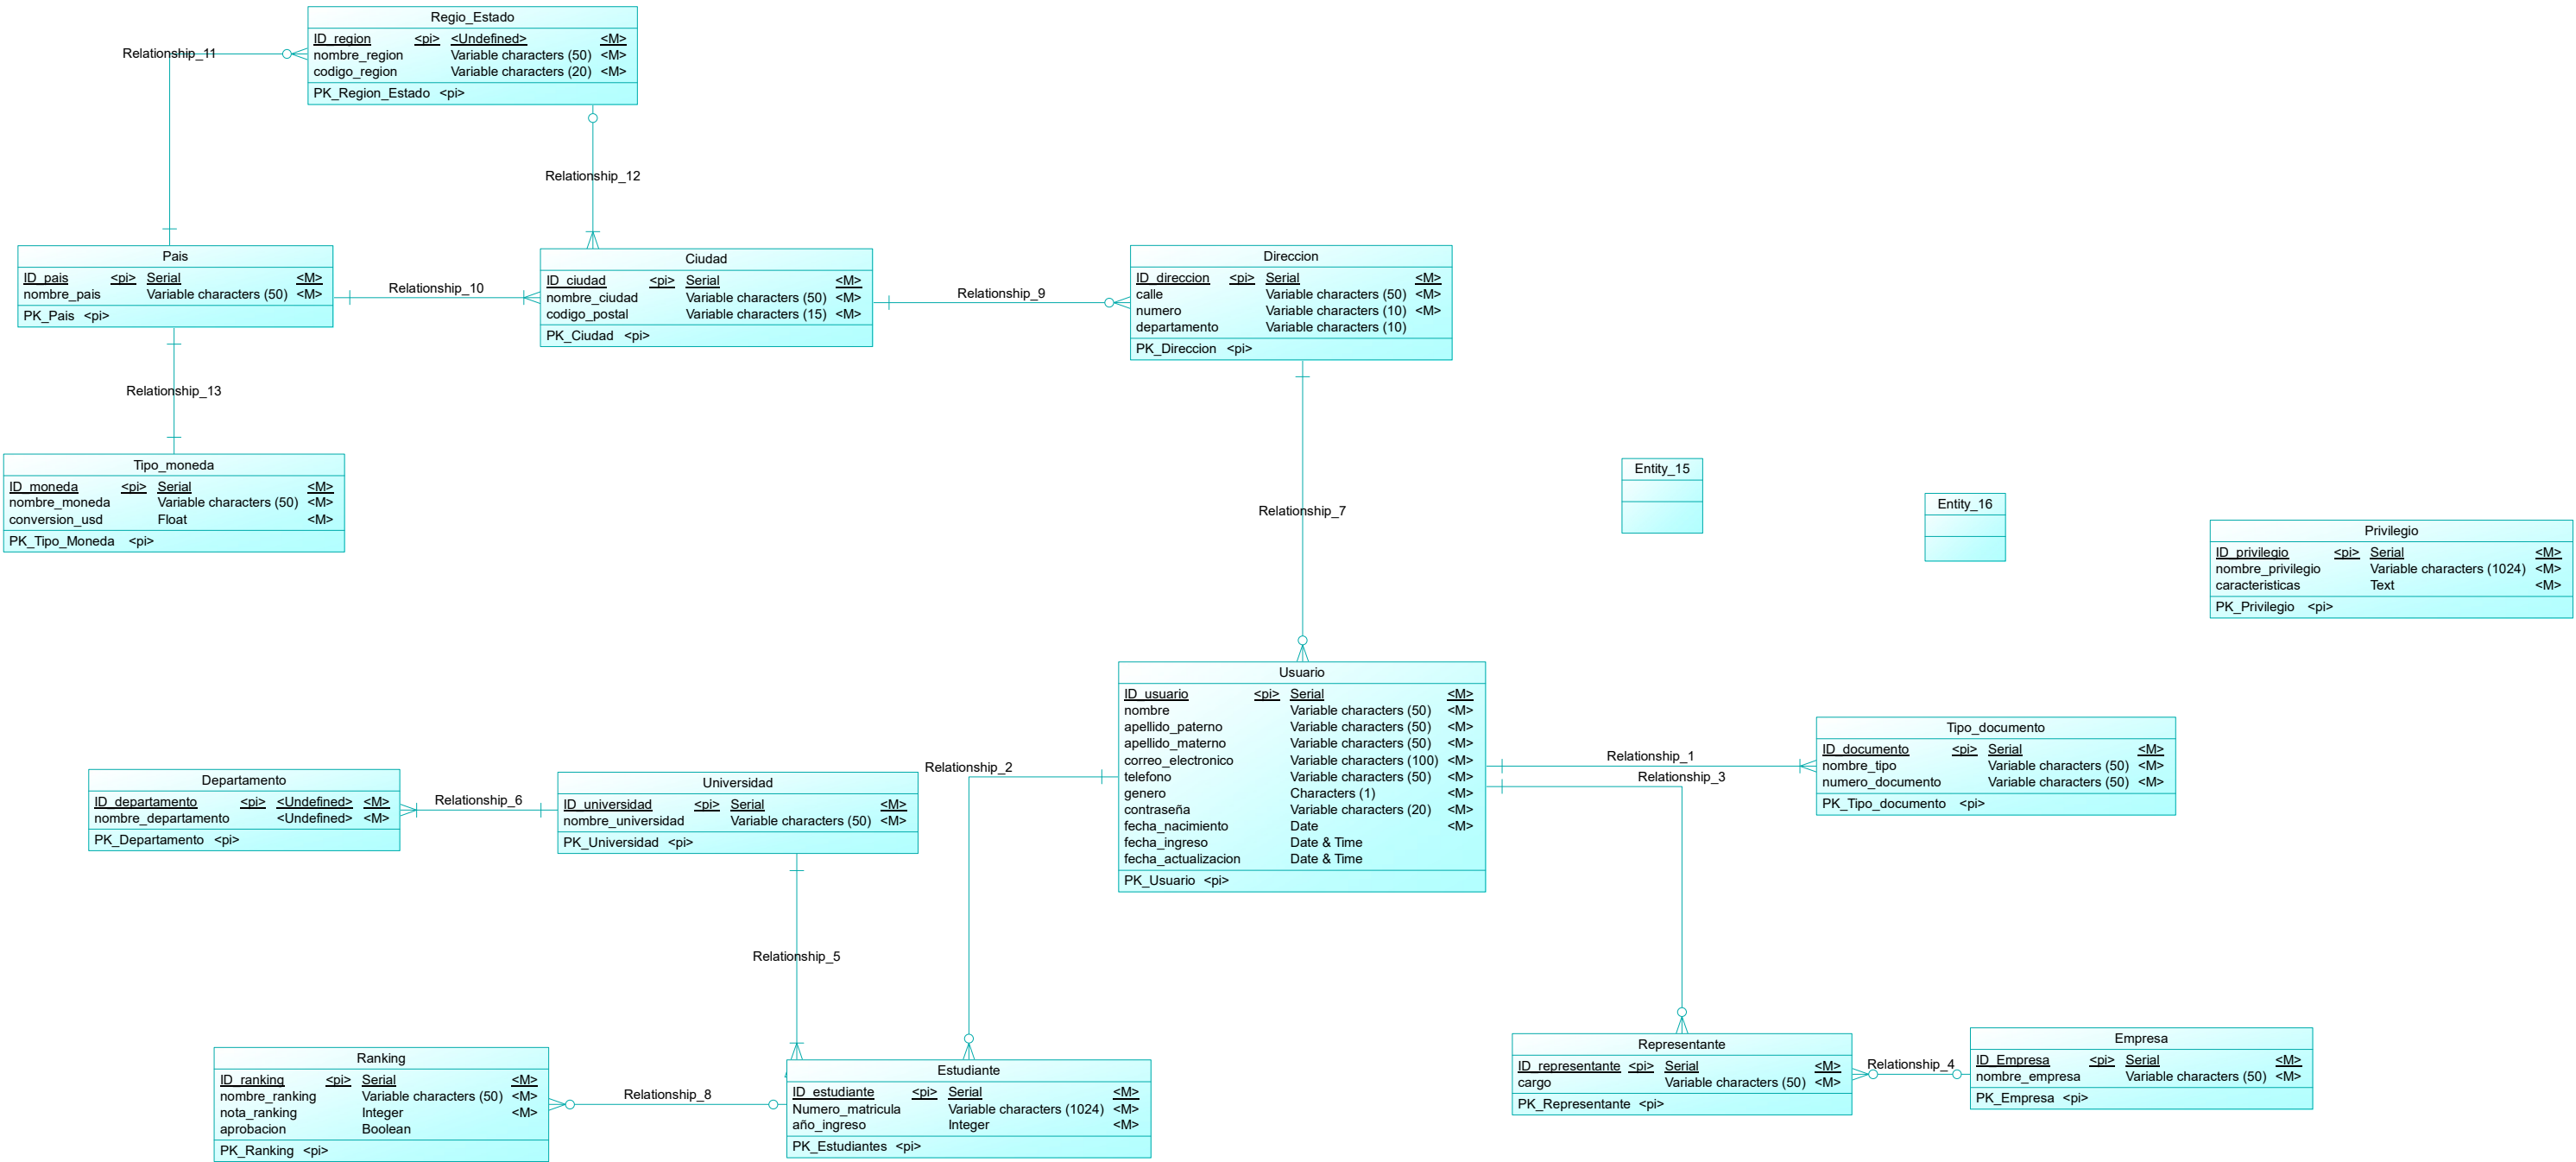 Regio_Estado
ID_region <pi> <Undefined> <M>
nombre_region Variable characters (50) <M>
codigo_region Variable characters (20) <M>
PK_Region_Estado <pi>
Relationship_11
Relationship_12
Pais
ID_pais <pi> Serial <M>
nombre_pais Variable characters (50) <M>
PK_Pais <pi>
Relationship_10
Ciudad
ID_ciudad <pi> Serial <M>
nombre_ciudad Variable characters (50) <M>
codigo_postal Variable characters (15) <M>
PK_Ciudad <pi>
Relationship_9
Direccion
ID_direccion <pi> Serial <M>
calle Variable characters (50) <M>
numero Variable characters (10) <M>
departamento Variable characters (10)
PK_Direccion <pi>
Relationship_13
Tipo_moneda
ID_moneda <pi> Serial <M>
nombre_moneda Variable characters (50) <M>
conversion_usd Float <M>
PK_Tipo_Moneda <pi>
Relationship_7
Entity_15
Entity_16
Privilegio
ID_privilegio <pi> Serial <M>
nombre_privilegio Variable characters (1024) <M>
caracteristicas Text <M>
PK_Privilegio <pi>
Usuario
ID_usuario <pi> Serial <M>
nombre Variable characters (50) <M>
apellido_paterno Variable characters (50) <M>
apellido_materno Variable characters (50) <M>
correo_electronico Variable characters (100) <M>
telefono Variable characters (50) <M>
genero Characters (1) <M>
contraseña Variable characters (20) <M>
fecha_nacimiento Date <M>
fecha_ingreso Date & Time
fecha_actualizacion Date & Time
PK_Usuario <pi>
Relationship_1
Relationship_3
Tipo_documento
ID_documento <pi> Serial <M>
nombre_tipo Variable characters (50) <M>
numero_documento Variable characters (50) <M>
PK_Tipo_documento <pi>
Relationship_2
Departamento
ID_departamento <pi> <Undefined> <M>
nombre_departamento <Undefined> <M>
PK_Departamento <pi>
Relationship_6
Universidad
ID_universidad <pi> Serial <M>
nombre_universidad Variable characters (50) <M>
PK_Universidad <pi>
Relationship_5
Ranking
ID_ranking <pi> Serial <M>
nombre_ranking Variable characters (50) <M>
nota_ranking Integer <M>
aprobacion Boolean
PK_Ranking <pi>
Relationship_8
Estudiante
ID_estudiante <pi> Serial <M>
Numero_matricula Variable characters (1024) <M>
año_ingreso Integer <M>
PK_Estudiantes <pi>
Representante
ID_representante <pi> Serial <M>
cargo Variable characters (50) <M>
PK_Representante <pi>
Relationship_4
Empresa
ID_Empresa <pi> Serial <M>
nombre_empresa Variable characters (50) <M>
PK_Empresa <pi>